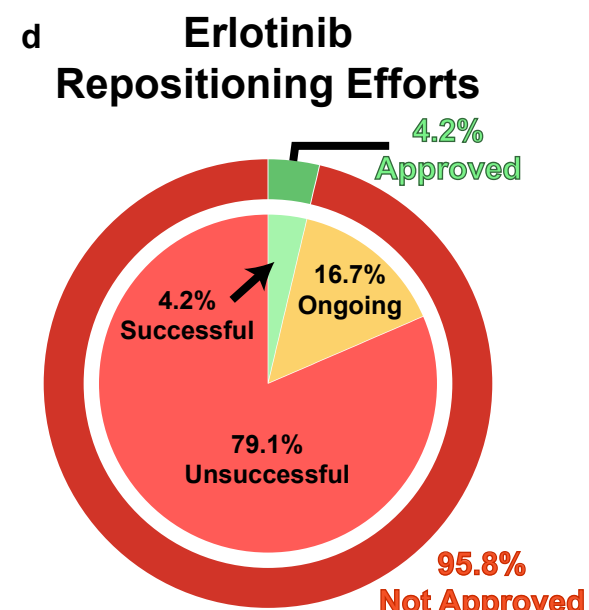 d
Erlotinib
Repositioning Efforts
4.2%
Approved
16.7%
Ongoing
4.2%
Successful
79.1%
Unsuccessful
95.8%
Not Approved